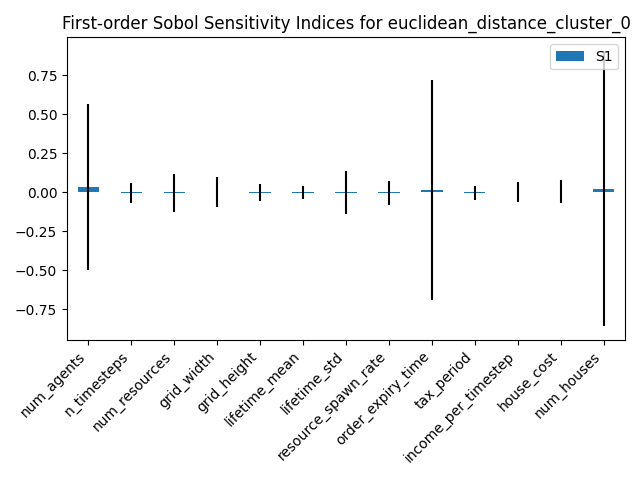 First-order Sobol Sensitivity Indices for euclidean_distance_cluster_0
S1
0.75
0.50
0.25
0.00
−0.25
−0.50
−0.75
num_agents
n_timesteps
num_resources
grid_width
grid_height
lifetime_mean
lifetime_std
resource_spawn_rate
order_expiry_time
tax_period
income_per_timestep
house_cost
num_houses